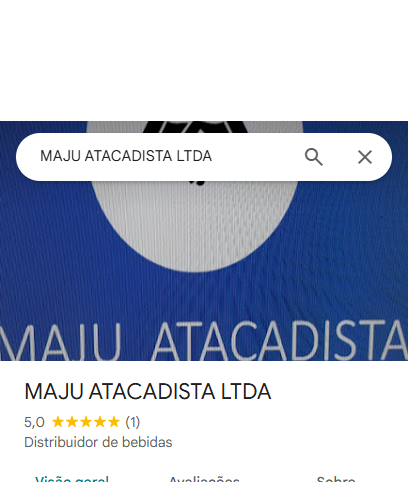 MAJU ATACADISTA LTDA
MAJU ATACADISTA
MAJU ATACADISTA LTDA
5,0 (1)
Distribuidor de bebidas
Visão geral Avaliações Sobre